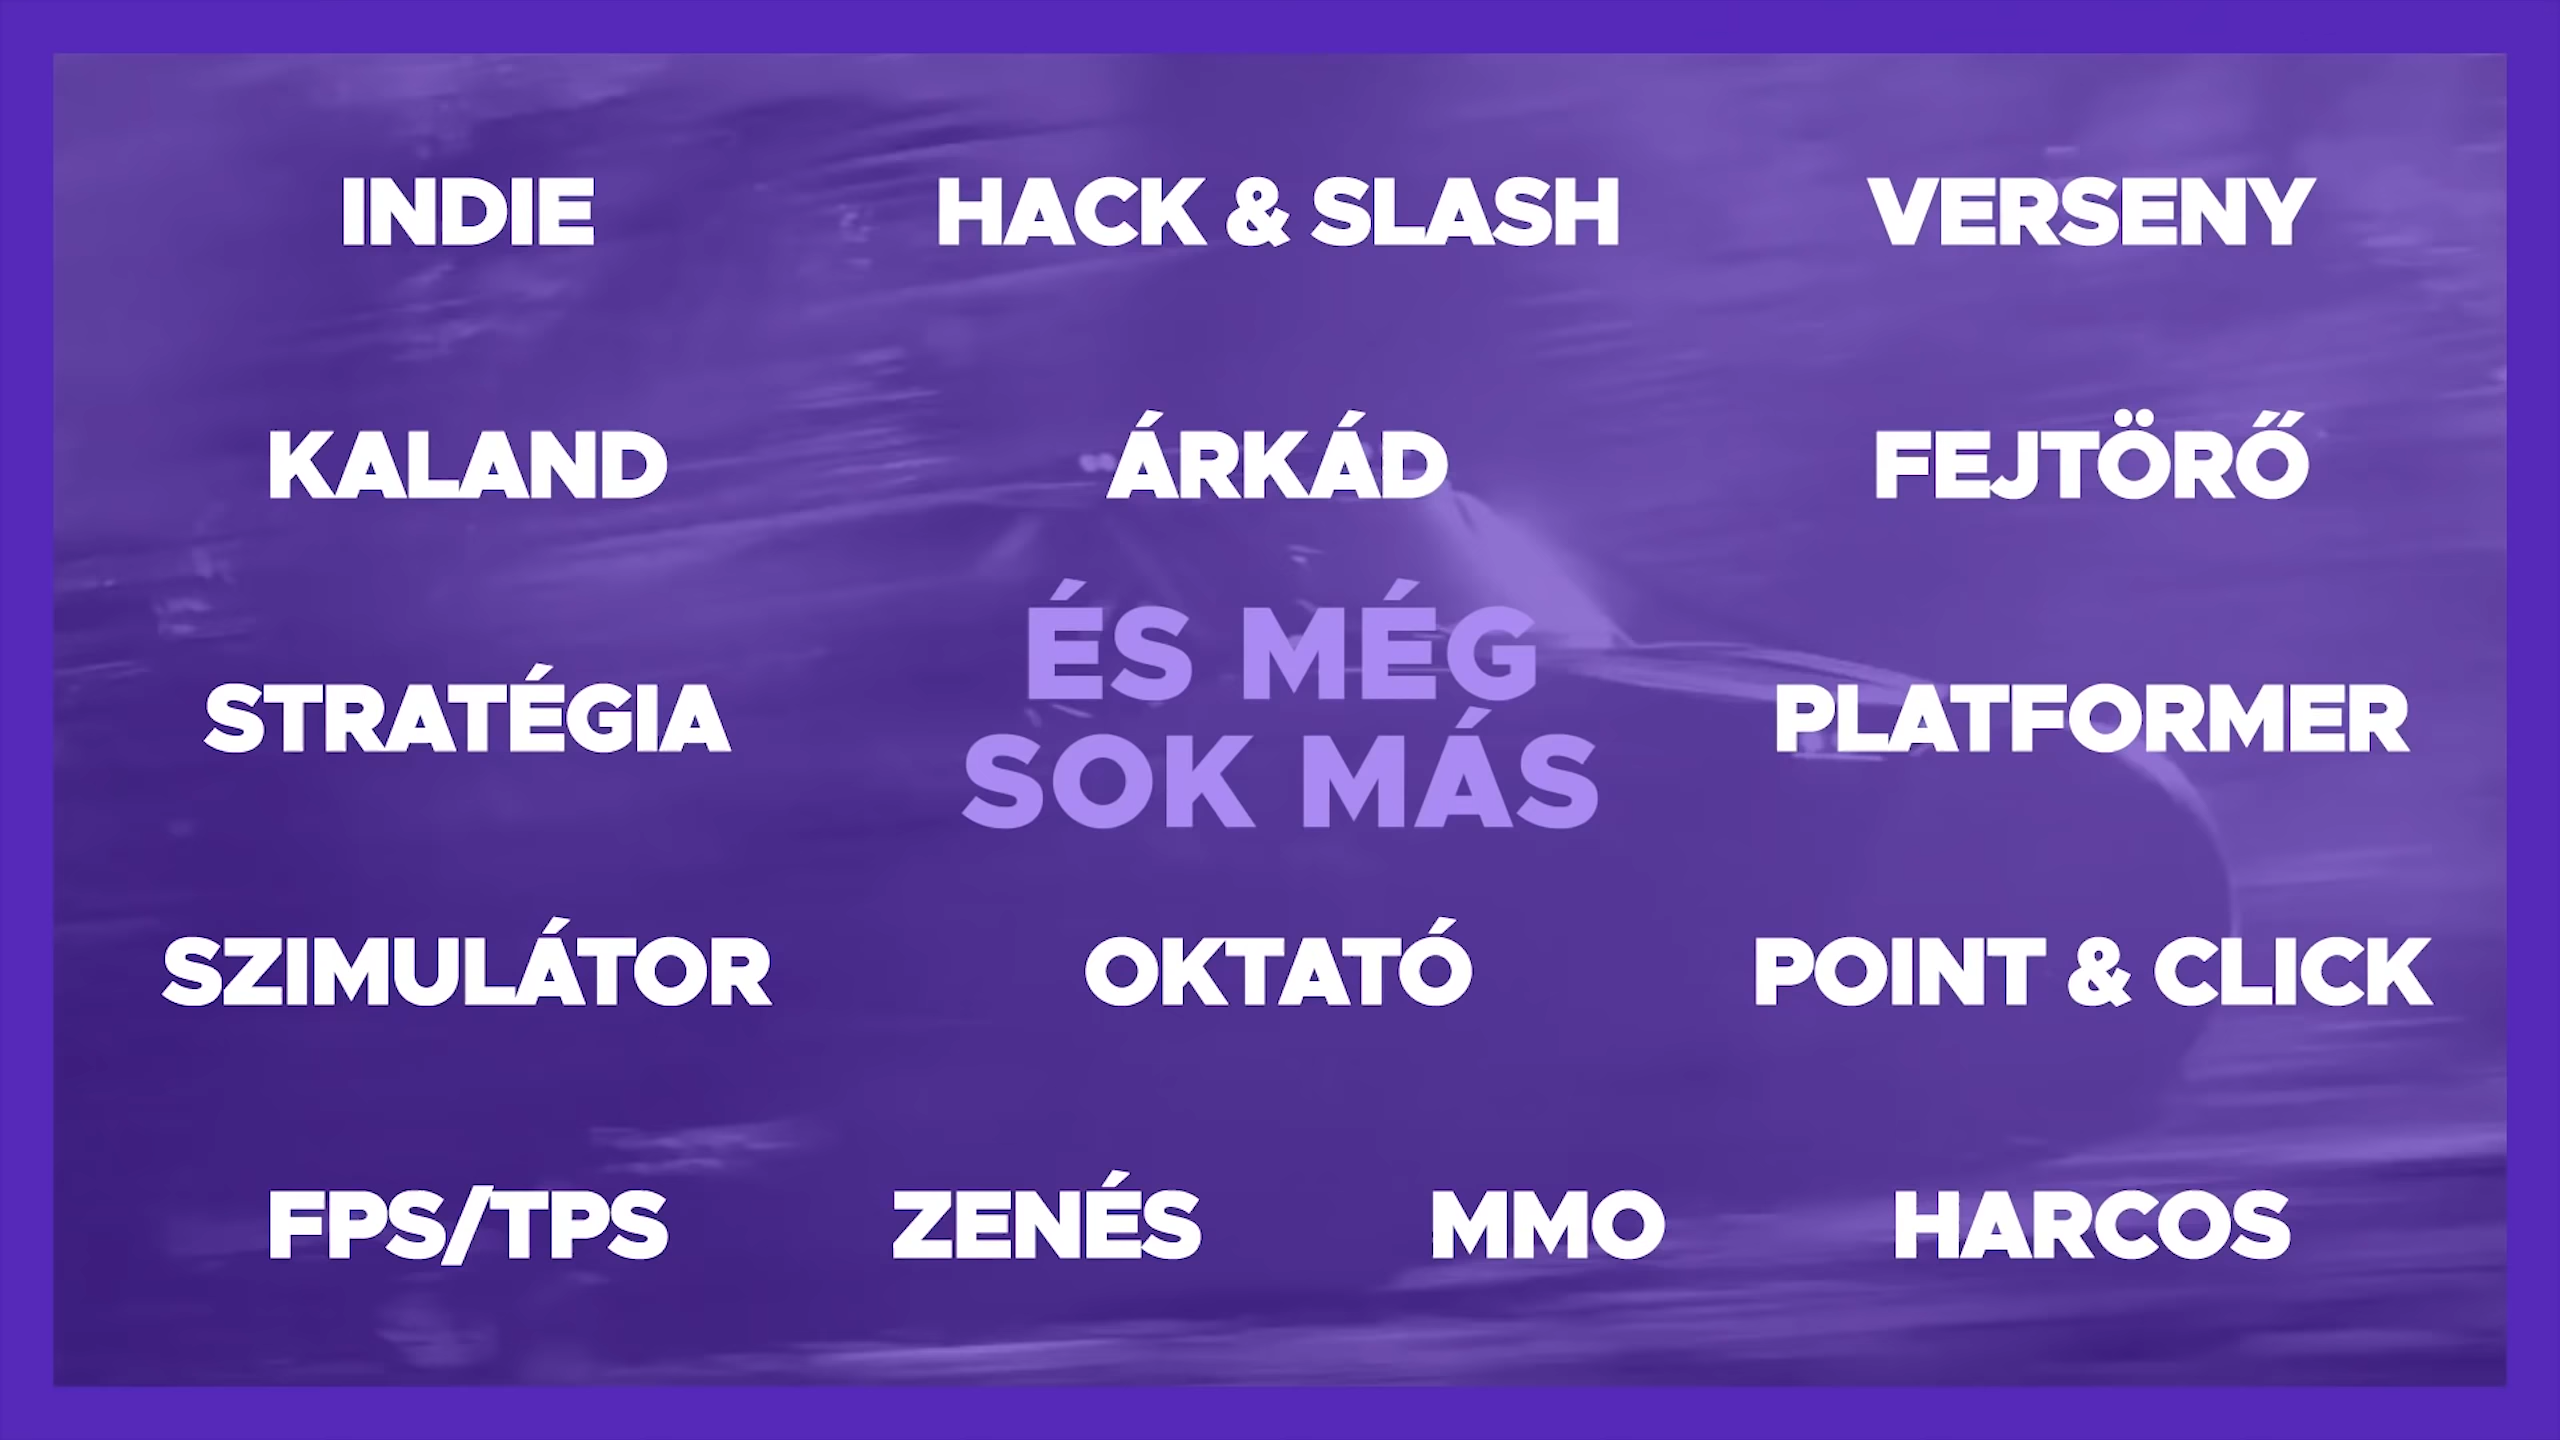 INDIE
HACK & SLASH
VERSENY
KALAND
ÁRKÁD
FEJTÖRŐ
ÉS MÉG
SOK MÁS
STRATÉGIA
PLATFORMER
SZIMULÁTOR
OKTATÓ
POINT & CLICK
FPS/TPS
ZENÉS
MMO
HARCOS